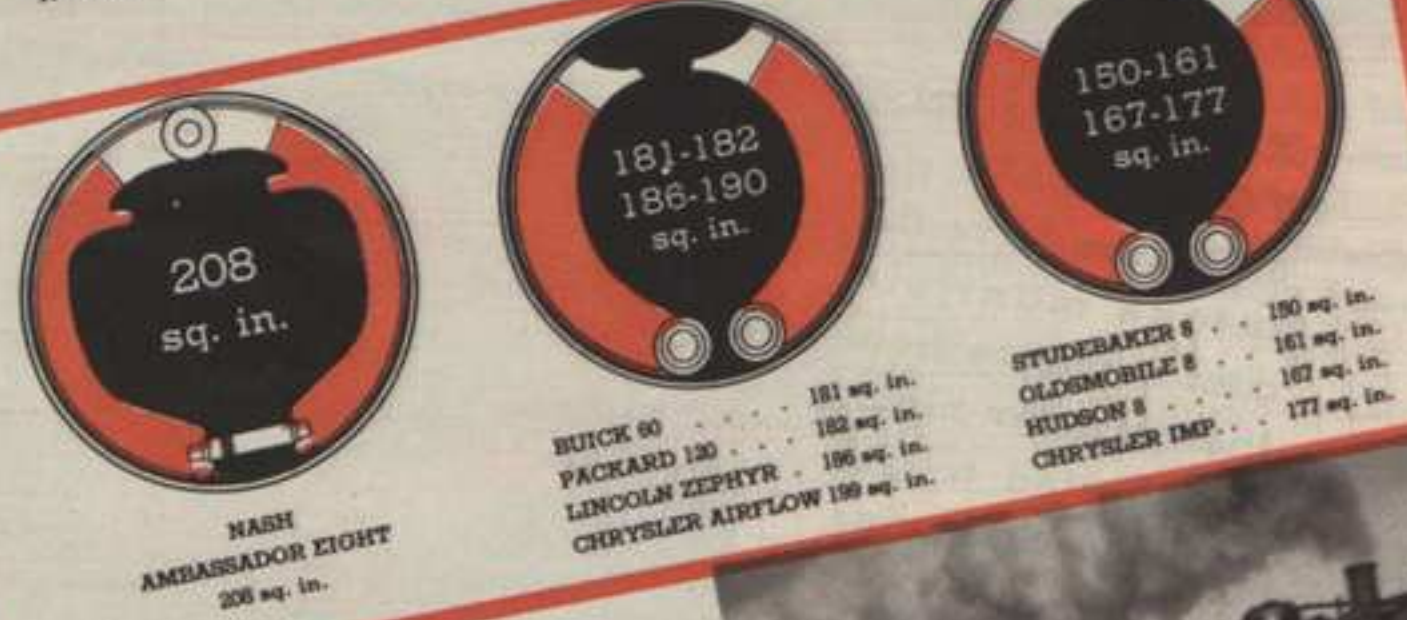 208
sq. in.
NASH
AMBASSADOR EIGHT
208 sq. in.
181-182
186-190
sq. in.
BUICK 60 . . . . 181 sq. in.
PACKARD 120 . . . 182 sq. in.
LINCOLN ZEPHYR . 186 sq. in.
CHRYSLER AIRFLOW 190 sq. in.
150-161
167-177
sq. in.
STUDEBAKER 8 . . 150 sq. in.
OLDSMOBILE 8 . . 161 sq. in.
HUDSON 8 . . . . 167 sq. in.
CHRYSLER IMP. . . 177 sq. in.